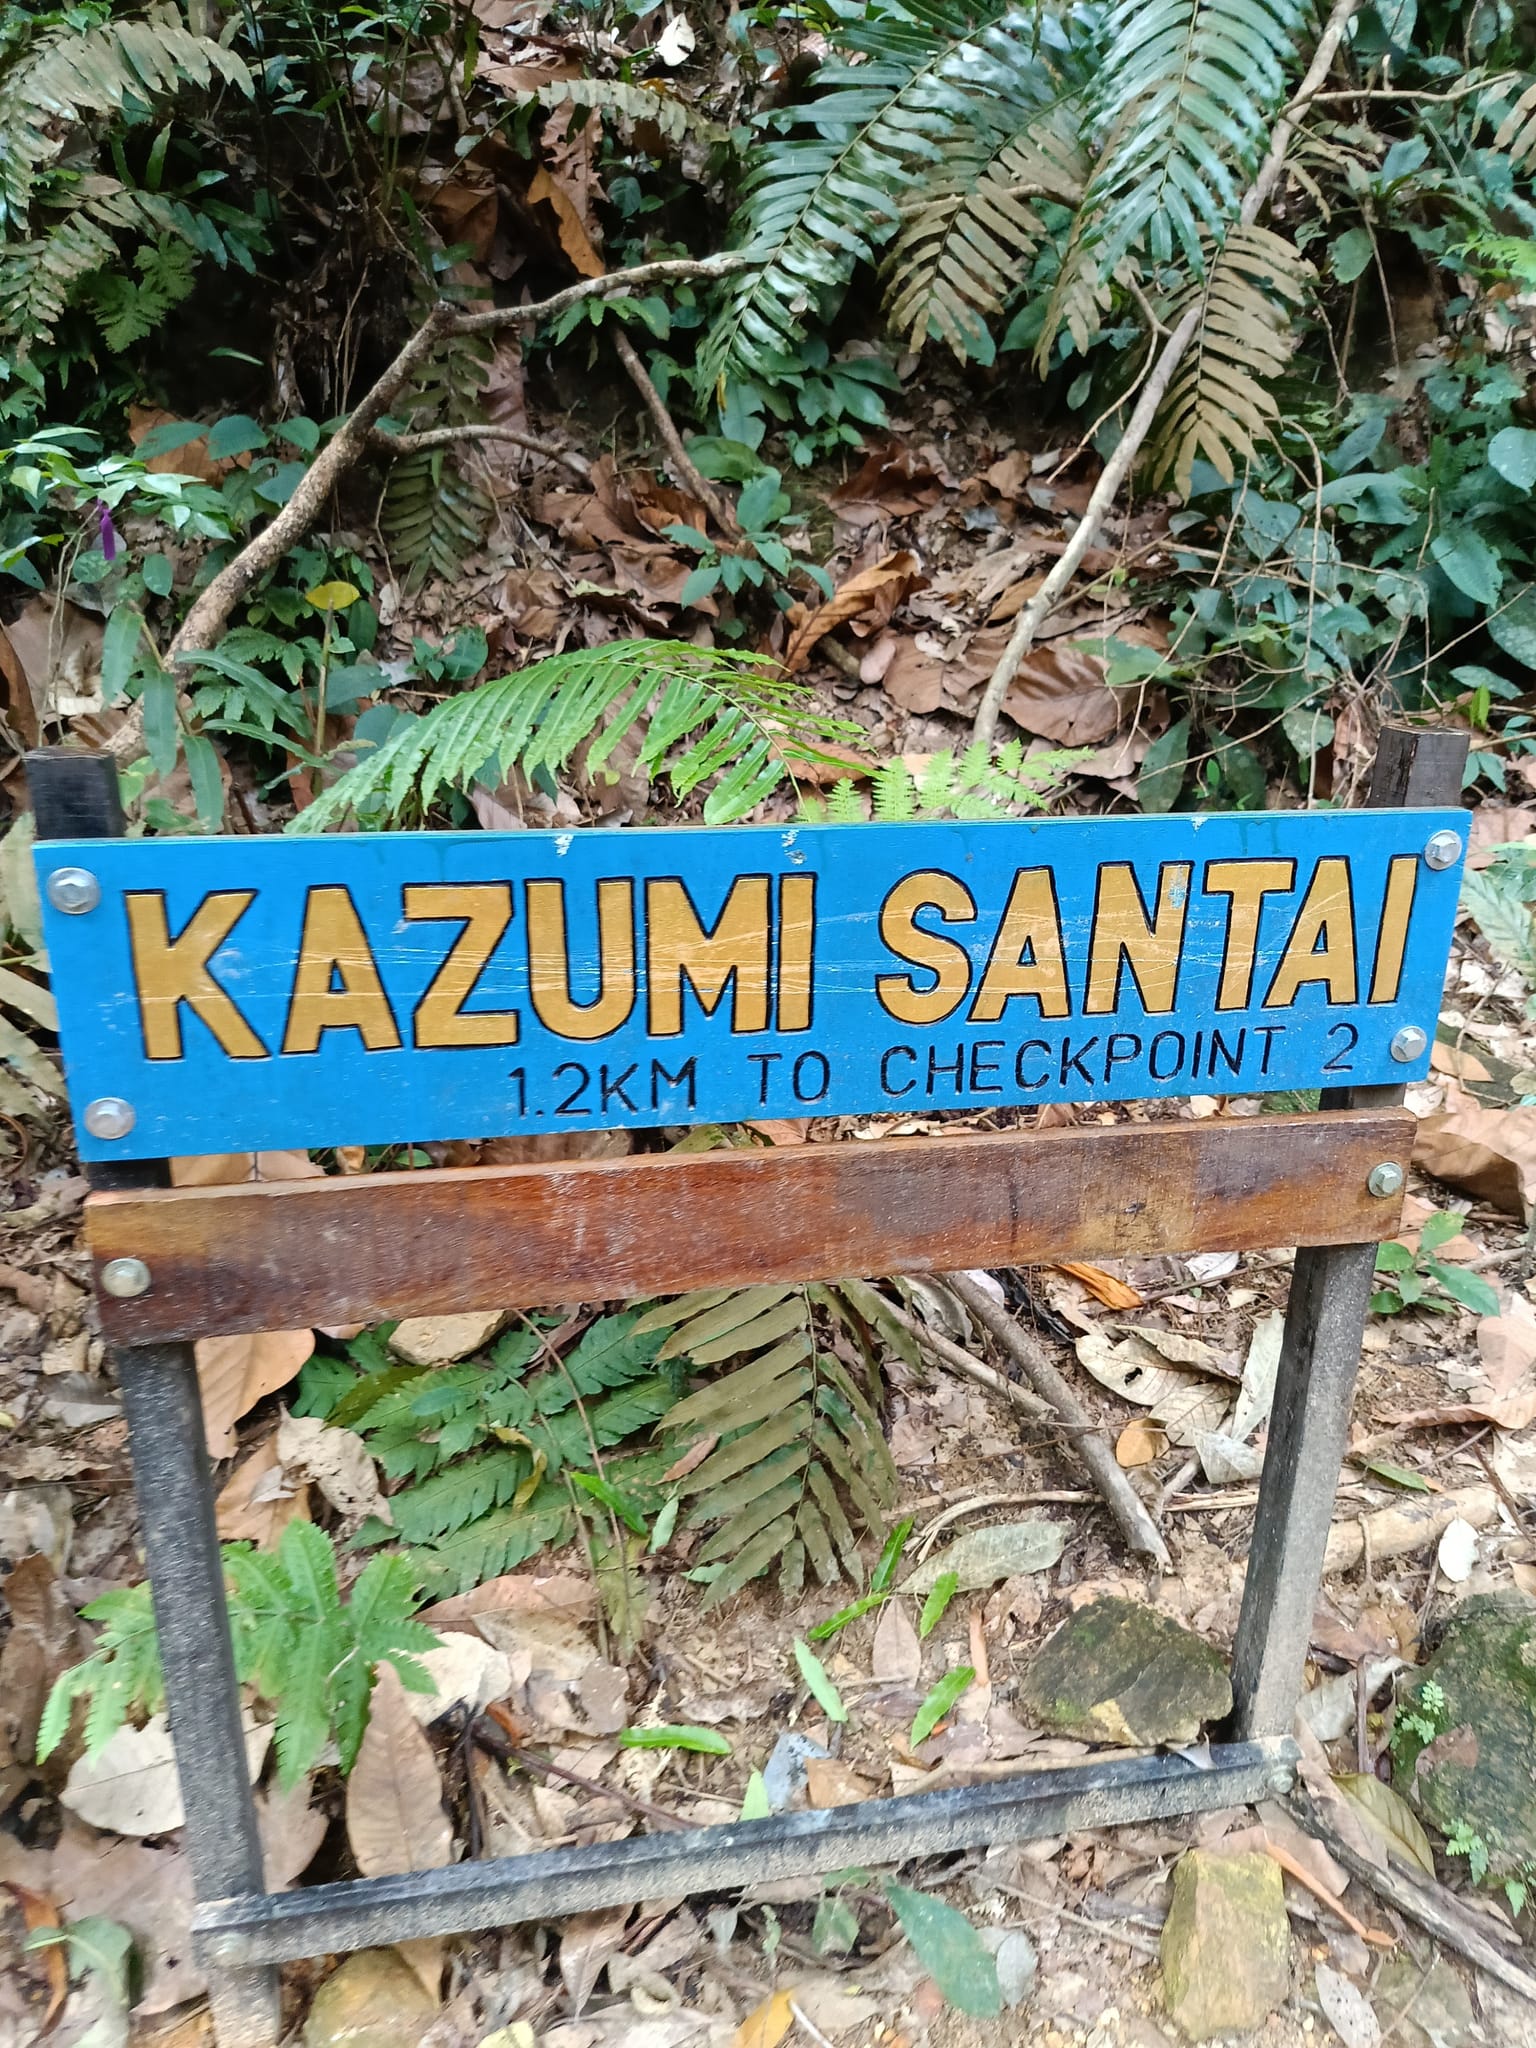 KAZUMI SANTAI
1.2KM TO CHECKPOINT 2